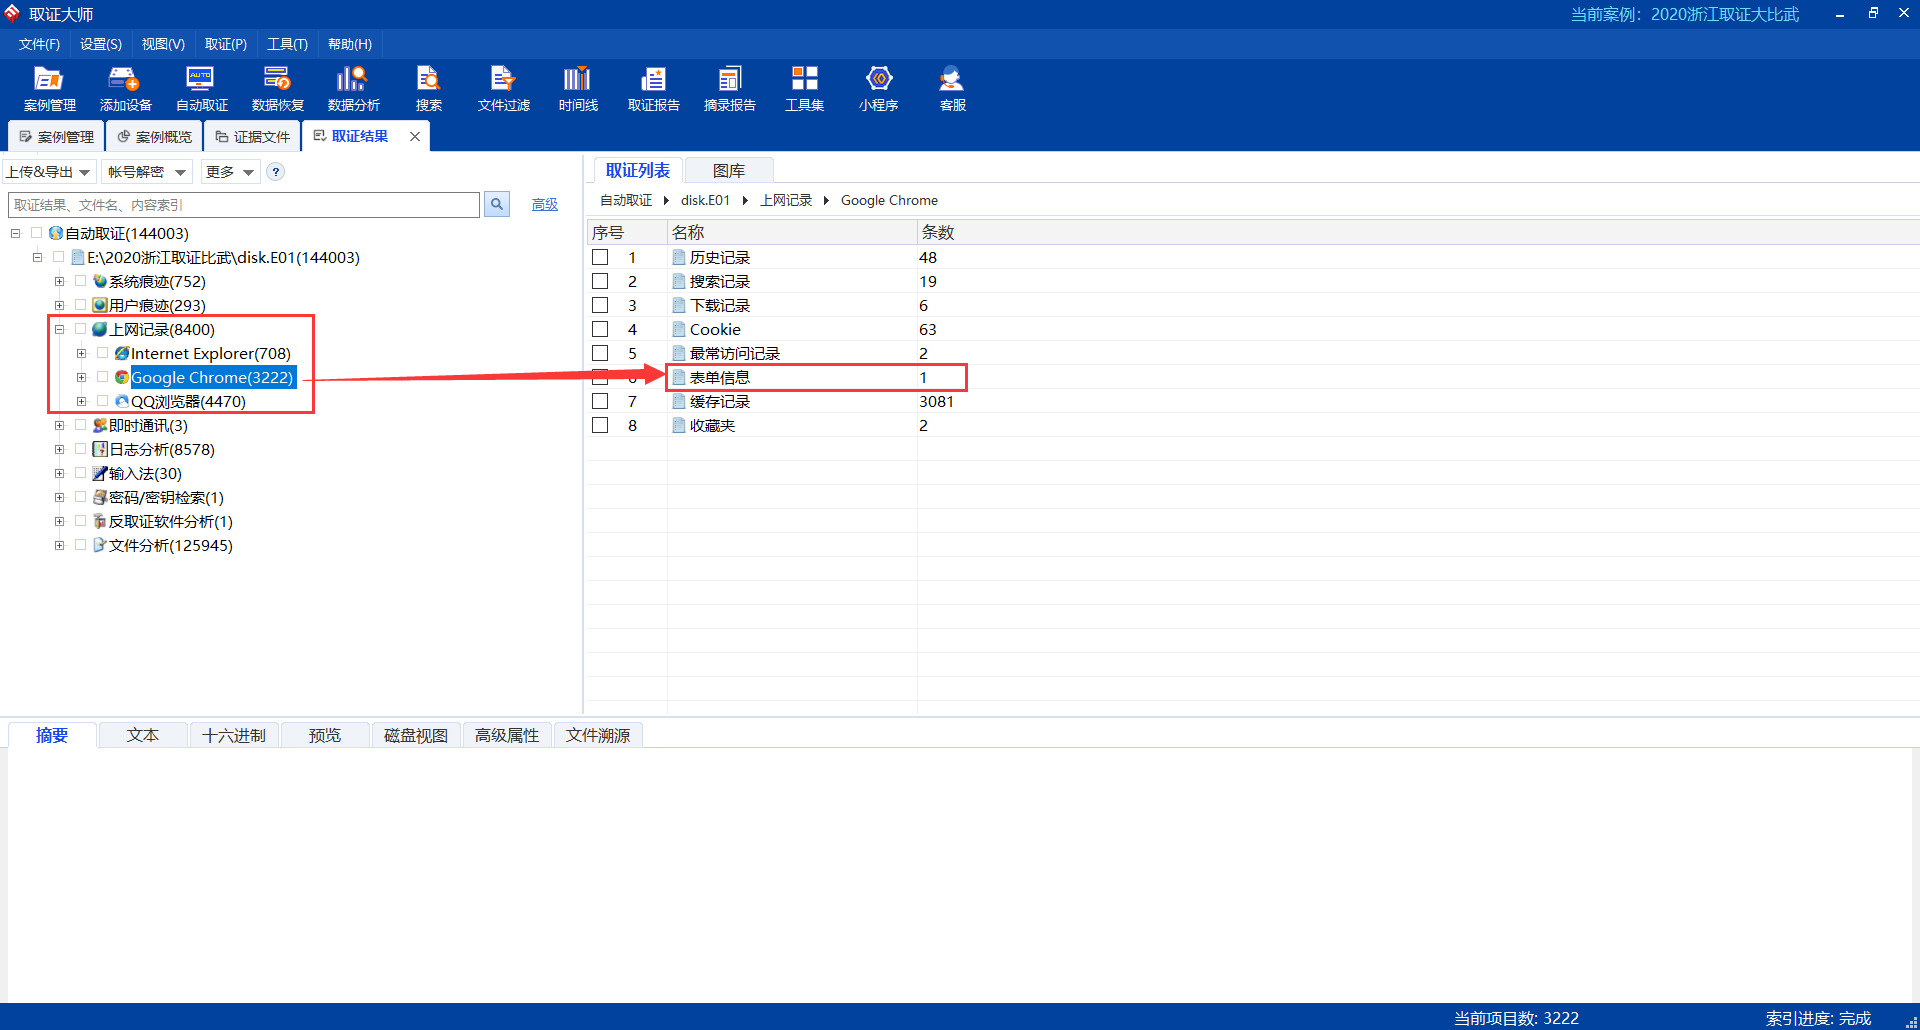 取证大师
当前案例：2020浙江取证大比武
文件(F) 设置(S) 视图(V) 取证(P) 工具(T) 帮助(H)
AUTO
案例管理 添加设备 自动取证 数据恢复 数据分析 搜索 文件过滤 时间线 取证报告 摘录报告 工具集 小程序 客服
案例管理 案例概览 证据文件 取证结果
上传&导出 帐号解密 更多 ?
取证结果、文件名、内容索引 高级
自动取证(144003)
E:\2020浙江取证比武\disk.E01(144003)
系统痕迹(752)
用户痕迹(293)
上网记录(8400)
Internet Explorer(708)
Google Chrome(3222)
QQ浏览器(4470)
即时通讯(3)
日志分析(8578)
输入法(30)
密码/密钥检索(1)
反取证软件分析(1)
文件分析(125945)
取证列表 图库
自动取证 disk.E01 上网记录 Google Chrome
序号 名称 条数
1 历史记录 48
2 搜索记录 19
3 下载记录 6
4 Cookie 63
5 最常访问记录 2
6 表单信息 1
7 缓存记录 3081
8 收藏夹 2
摘要 文本 十六进制 预览 磁盘视图 高级属性 文件溯源
当前项目数: 3222 索引进度: 完成